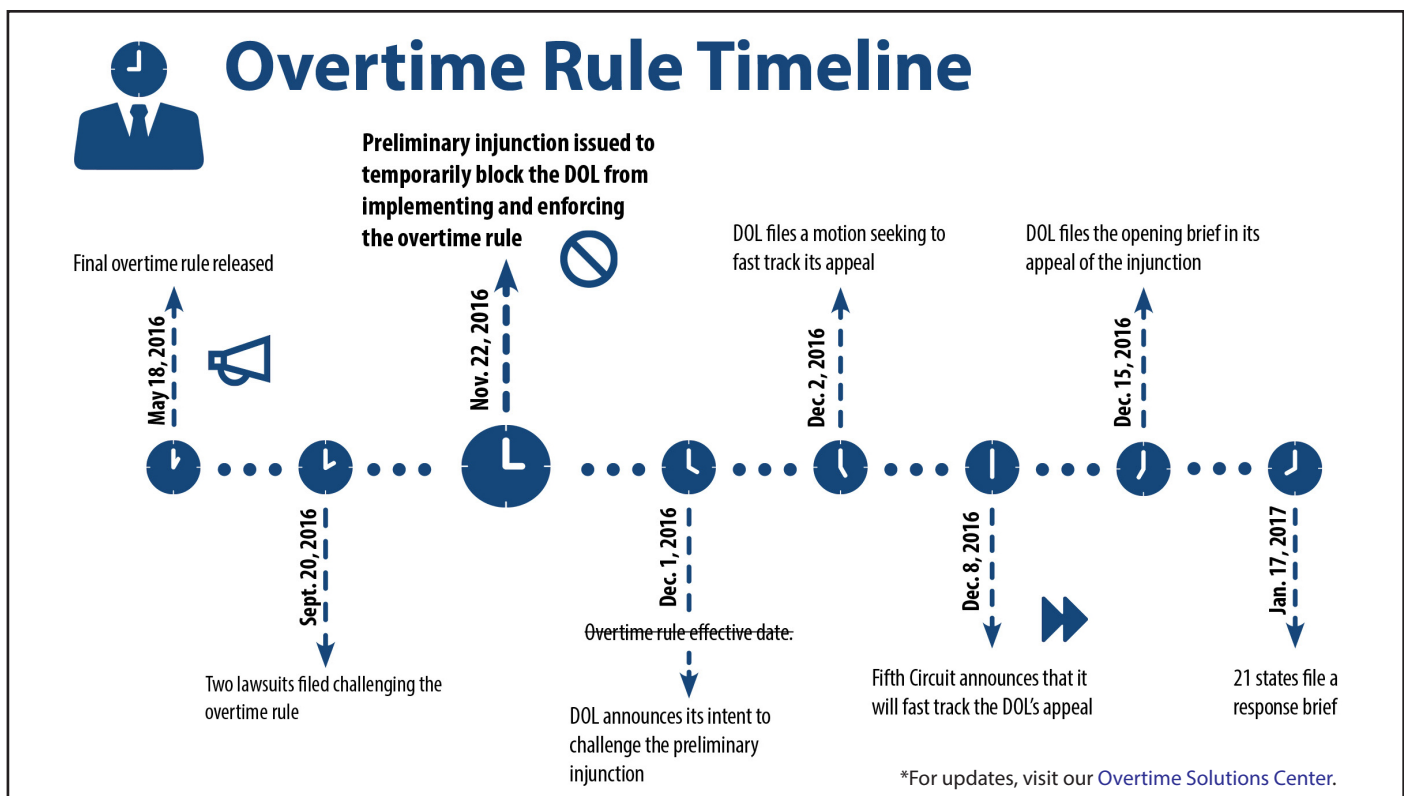 Overtime Rule Timeline
May 18, 2016
Final overtime rule released
Sept. 20, 2016
Two lawsuits filed challenging the
overtime rule
Nov. 22, 2016
Preliminary injunction issued to
temporarily block the DOL from
implementing and enforcing
the overtime rule
Dec. 1, 2016
Overtime rule effective date.
DOL announces its intent to
challenge the preliminary
injunction
Dec. 2, 2016
DOL files a motion seeking to
fast track its appeal
Dec. 8, 2016
Fifth Circuit announces that it
will fast track the DOL’s appeal
Dec. 15, 2016
DOL files the opening brief in its
appeal of the injunction
Jan. 17, 2017
21 states file a
response brief
*For updates, visit our Overtime Solutions Center.